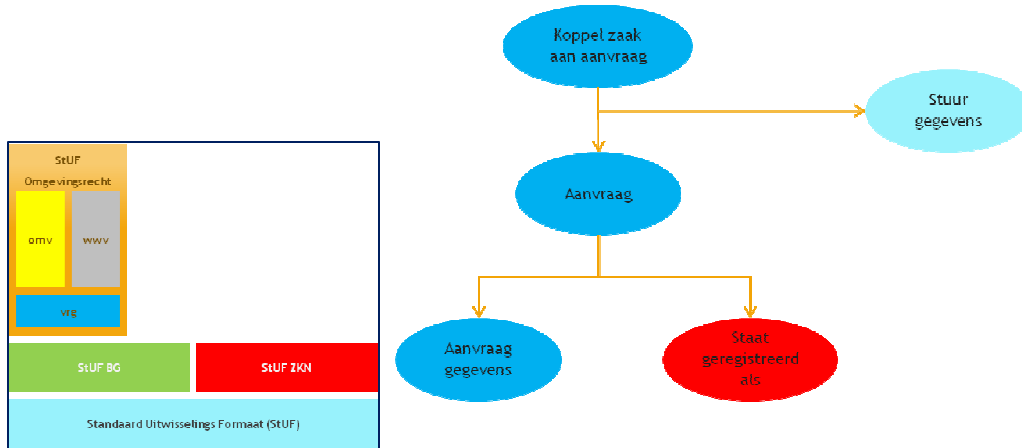 Koppel zaak
aan aanvraag
Stuur
gegevens
Aanvraag
Aanvraag
gegevens
Staat
geregistreerd
als
StUF
Omgevingsrecht
omv
wwv
vrg
StUF BG
StUF ZKN
Standaard Uitwisselings Formaat (StUF)